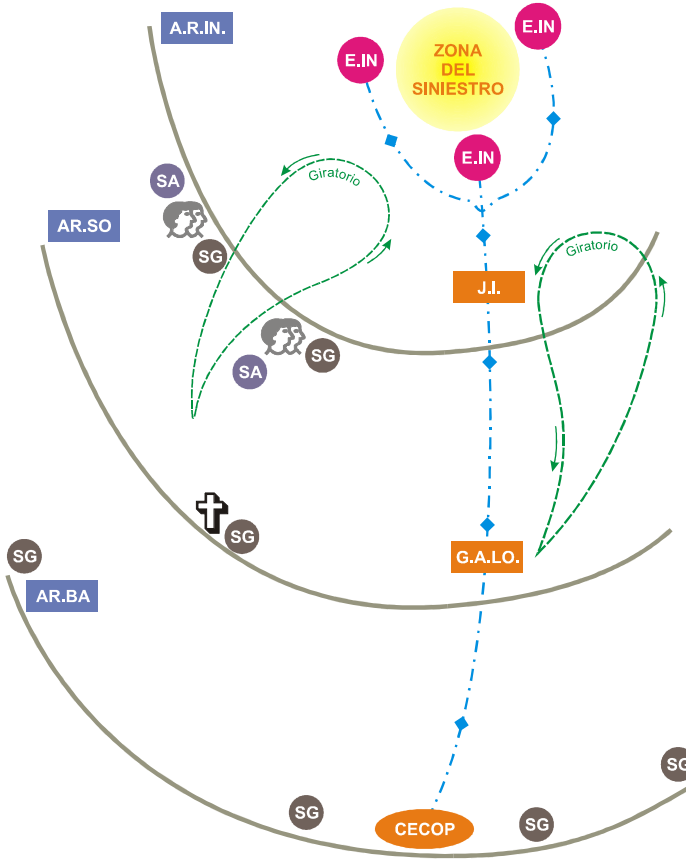 A.R.IN.
E.IN
E.IN
ZONA
DEL
SINIESTRO
E.IN
SA
Giratorio
AR.SO
SG
Giratorio
J.I.
SA
SG
SG
SG
G.A.LO.
AR.BA
SG
SG
SG
CECOP